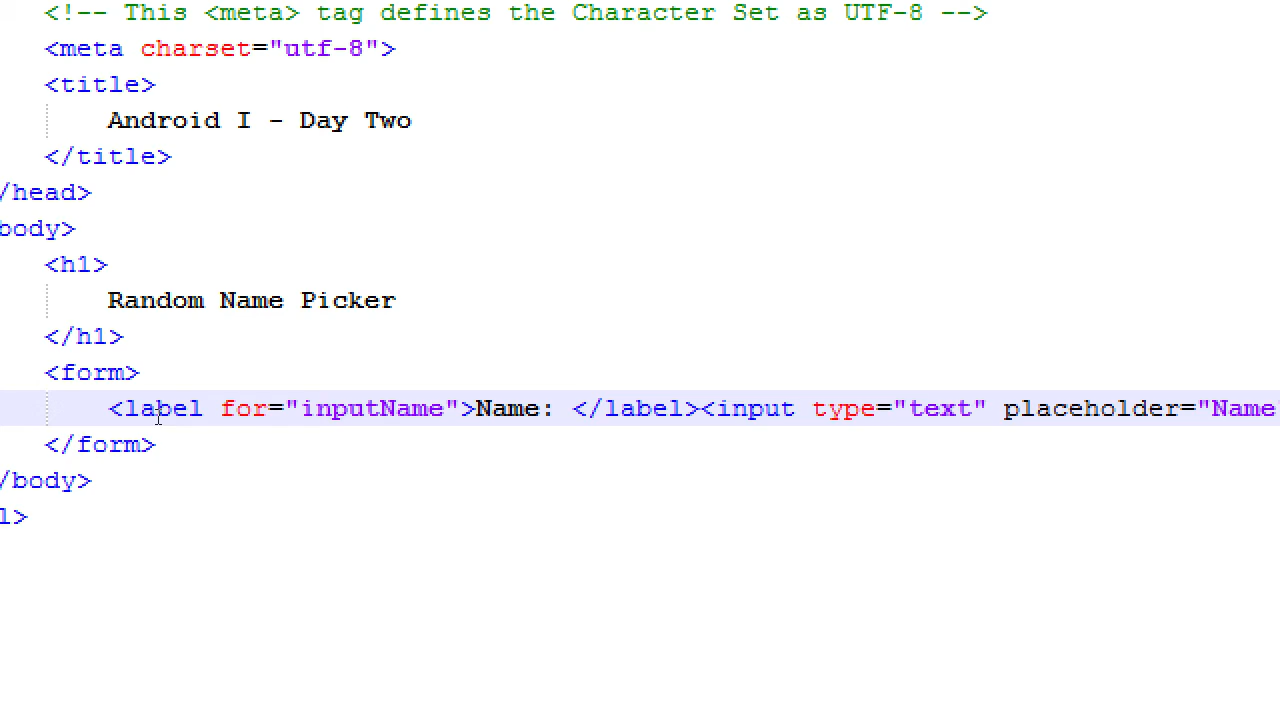 <!-- This <meta> tag defines the Character Set as UTF-8 -->
<meta charset="utf-8">
<title>
Android I - Day Two
</title>
/head>
body>
<h1>
Random Name Picker
</h1>
<form>
<label for="inputName">Name: </label><input type="text" placeholder="Name
</form>
/body>
l>